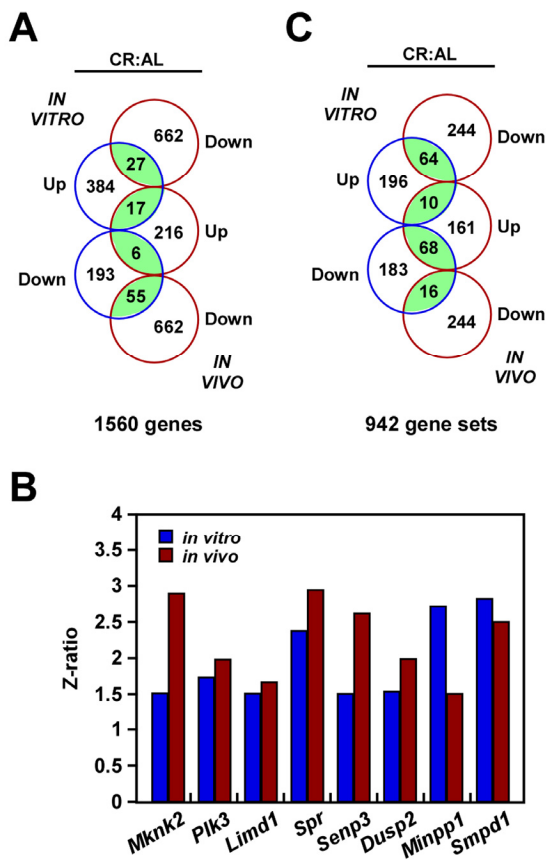 A
CR:AL
IN
VITRO
662
Down
27
Up
384
17
216
Up
6
Down
193
55
662
Down
IN
VIVO
1560 genes
C
CR:AL
IN
VITRO
244
Down
64
Up
196
10
161
Up
68
Down
183
16
244
Down
IN
VIVO
942 gene sets
B
4
3.5
3
2.5
2
1.5
1
0.5
0
Z-ratio
in vitro
in vivo
Mknk2
Plk3
Limd1
Spr
Senp3
Dusp2
Minpp1
Smpd1